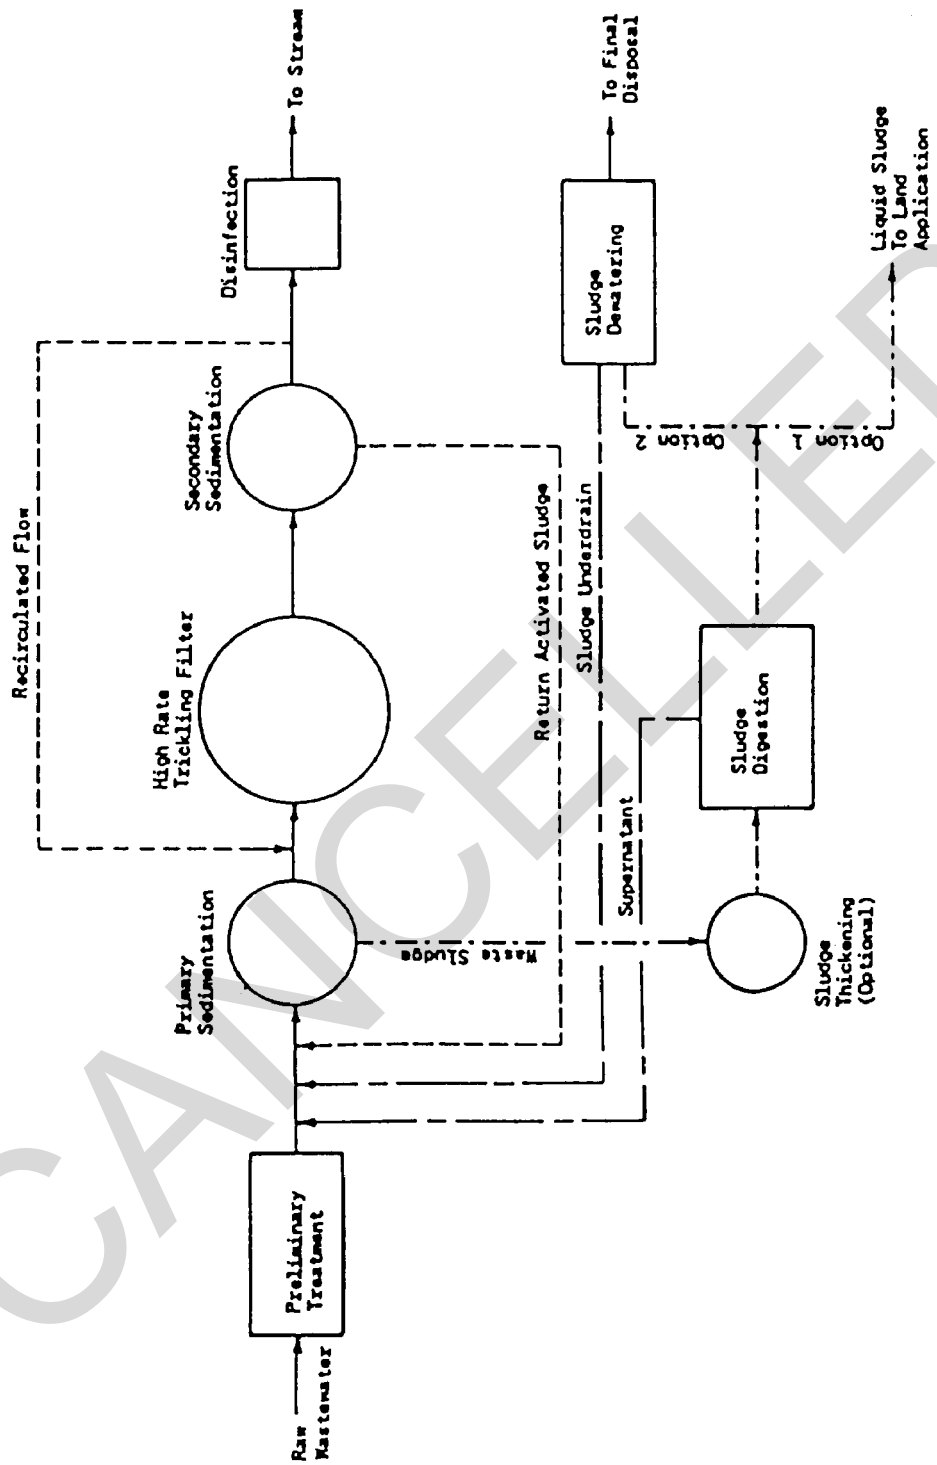 Raw
Wastewater
Preliminary
Treatment
Primary
Sedimentation
High Rate
Trickling Filter
Recirculated Flow
Secondary
Sedimentation
Disinfection
To Stream
Return Activated Sludge
Sludge Underdrain
Supernatant
Waste Sludge
Sludge
Thickening
(Optional)
Sludge
Digestion
Option 2
Option 1
Sludge
Dewatering
To Final
Disposal
Liquid Sludge
To Land
Application
CANCELLED